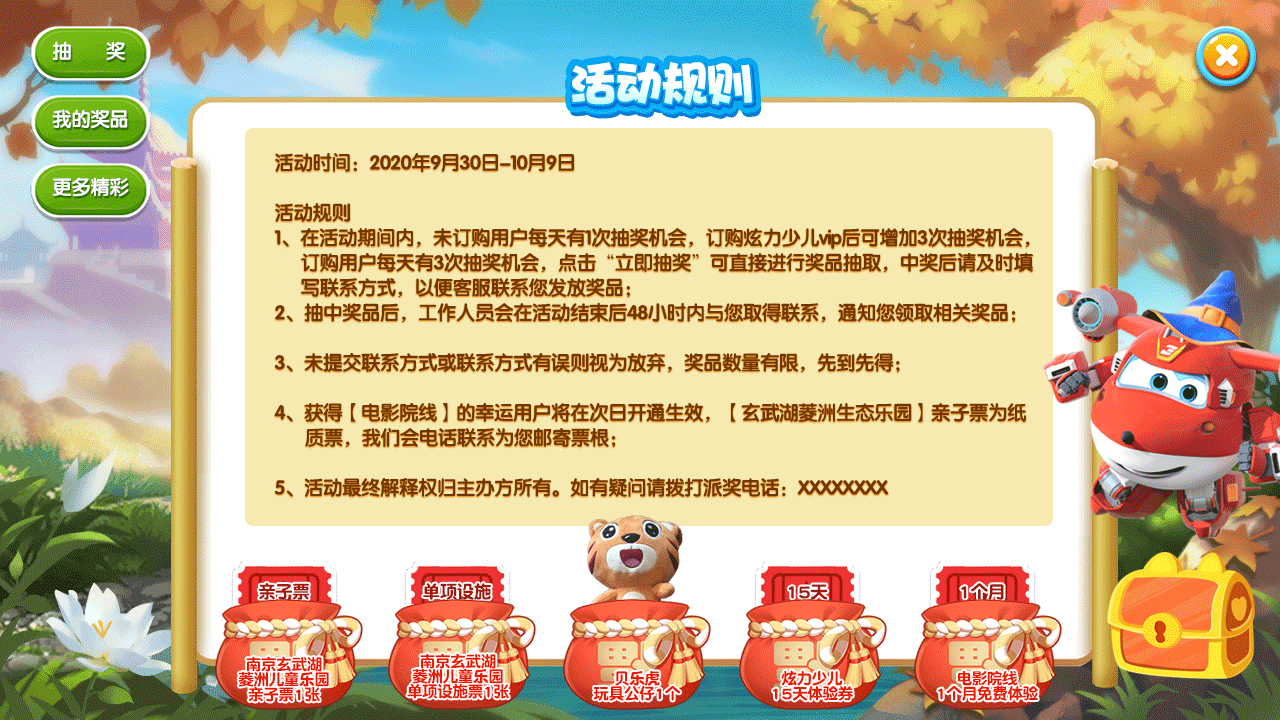 抽 奖
我的奖品
更多精彩
活动规则
活动时间：2020年9月30日-10月9日
活动规则
1、在活动期间内，未订购用户每天有1次抽奖机会，订购炫力少儿vip后可增加3次抽奖机会，
订购用户每天有3次抽奖机会，点击“立即抽奖”可直接进行奖品抽取，中奖后请及时填
写联系方式，以便客服联系您发放奖品；
2、抽中奖品后，工作人员会在活动结束后48小时内与您取得联系，通知您领取相关奖品；
3、未提交联系方式或联系方式有误则视为放弃，奖品数量有限，先到先得；
4、获得【电影院线】的幸运用户将在次日开通生效，【玄武湖菱洲生态乐园】亲子票为纸
质票，我们会电话联系为您邮寄票根；
5、活动最终解释权归主办方所有。如有疑问请拨打派奖电话：XXXXXXXX
亲子票
南京玄武湖
菱洲儿童乐园
亲子票1张
单项设施
南京玄武湖
菱洲儿童乐园
单项设施票1张
贝乐虎
玩具公仔1个
15天
炫力少儿
15天体验券
1个月
电影院线
1个月免费体验